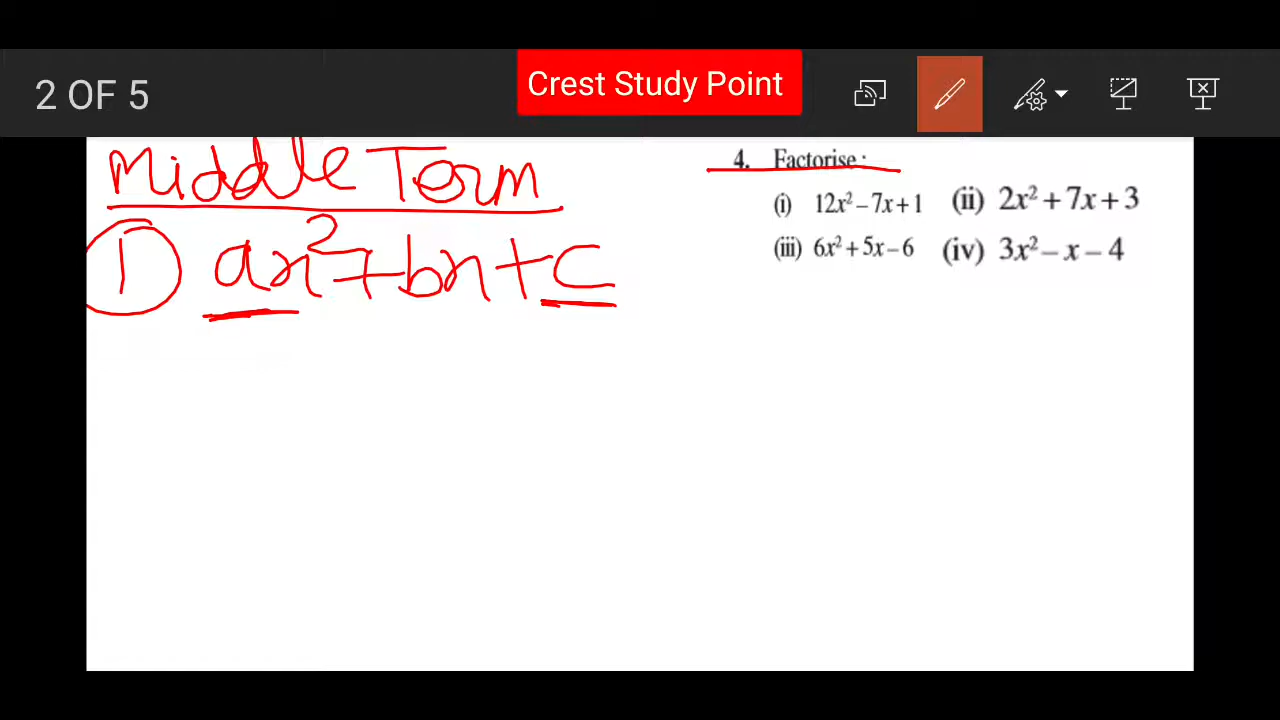 2 OF 5
Crest Study Point
Middle Term
① ax²+bx+c
4. Factorise :
(i) 12x² – 7x + 1 (ii) 2x² + 7x + 3
(iii) 6x² + 5x – 6 (iv) 3x² – x – 4